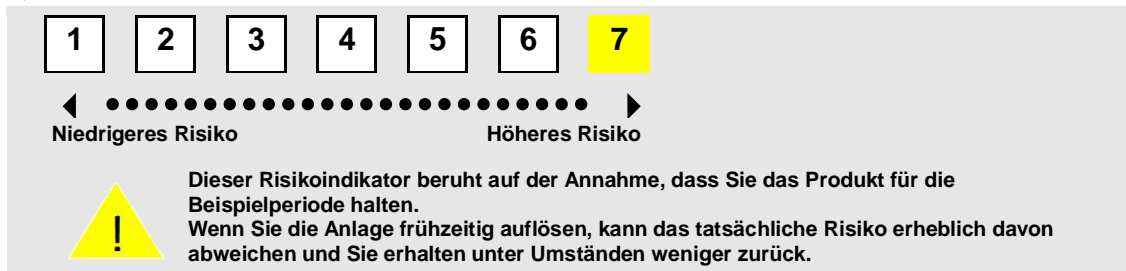 1 2 3 4 5 6 7
Niedrigeres Risiko Höheres Risiko
Dieser Risikoindikator beruht auf der Annahme, dass Sie das Produkt für die
Beispielperiode halten.
Wenn Sie die Anlage frühzeitig auflösen, kann das tatsächliche Risiko erheblich davon
abweichen und Sie erhalten unter Umständen weniger zurück.
!